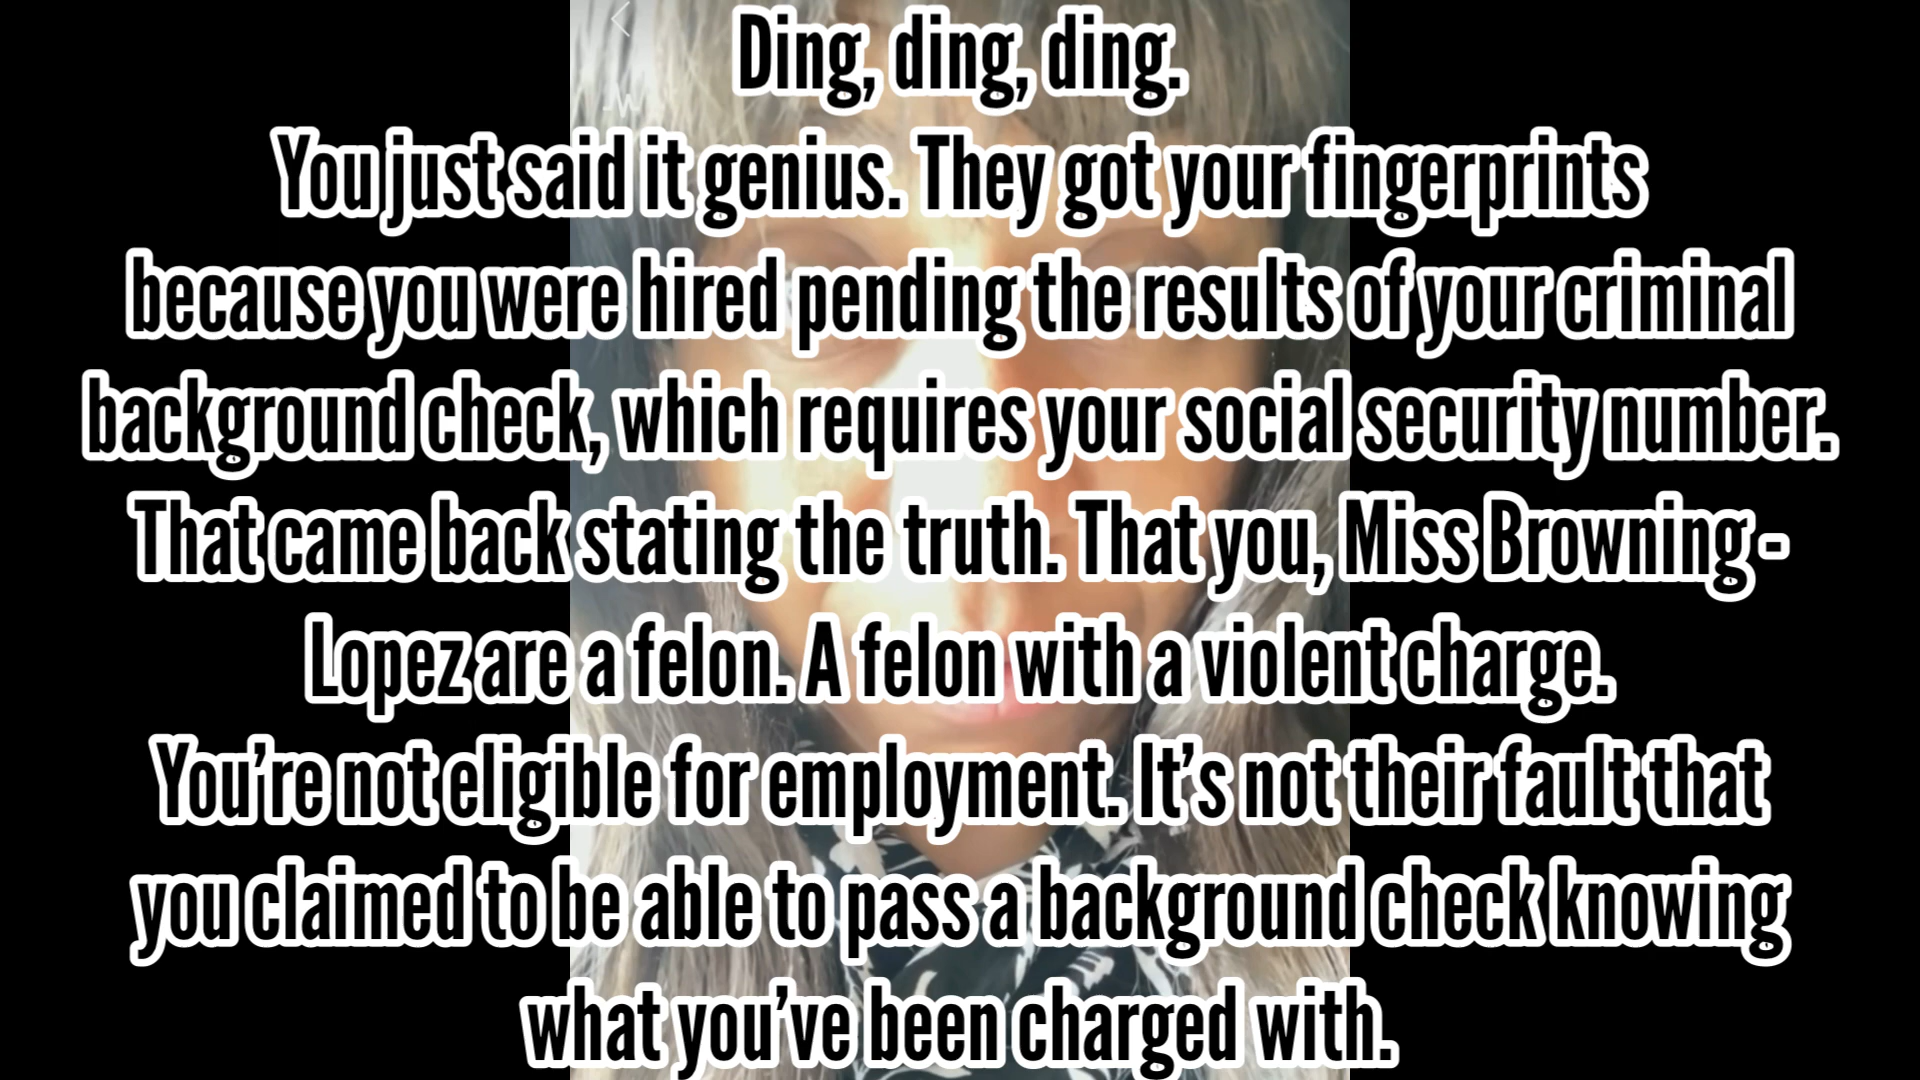 Ding, ding, ding.
You just said it genius. They got your fingerprints
because you were hired pending the results of your criminal
background check, which requires your social security number.
That came back stating the truth. That you, Miss Browning -
Lopez are a felon. A felon with a violent charge.
You're not eligible for employment. It's not their fault that
you claimed to be able to pass a background check knowing
what you've been charged with.